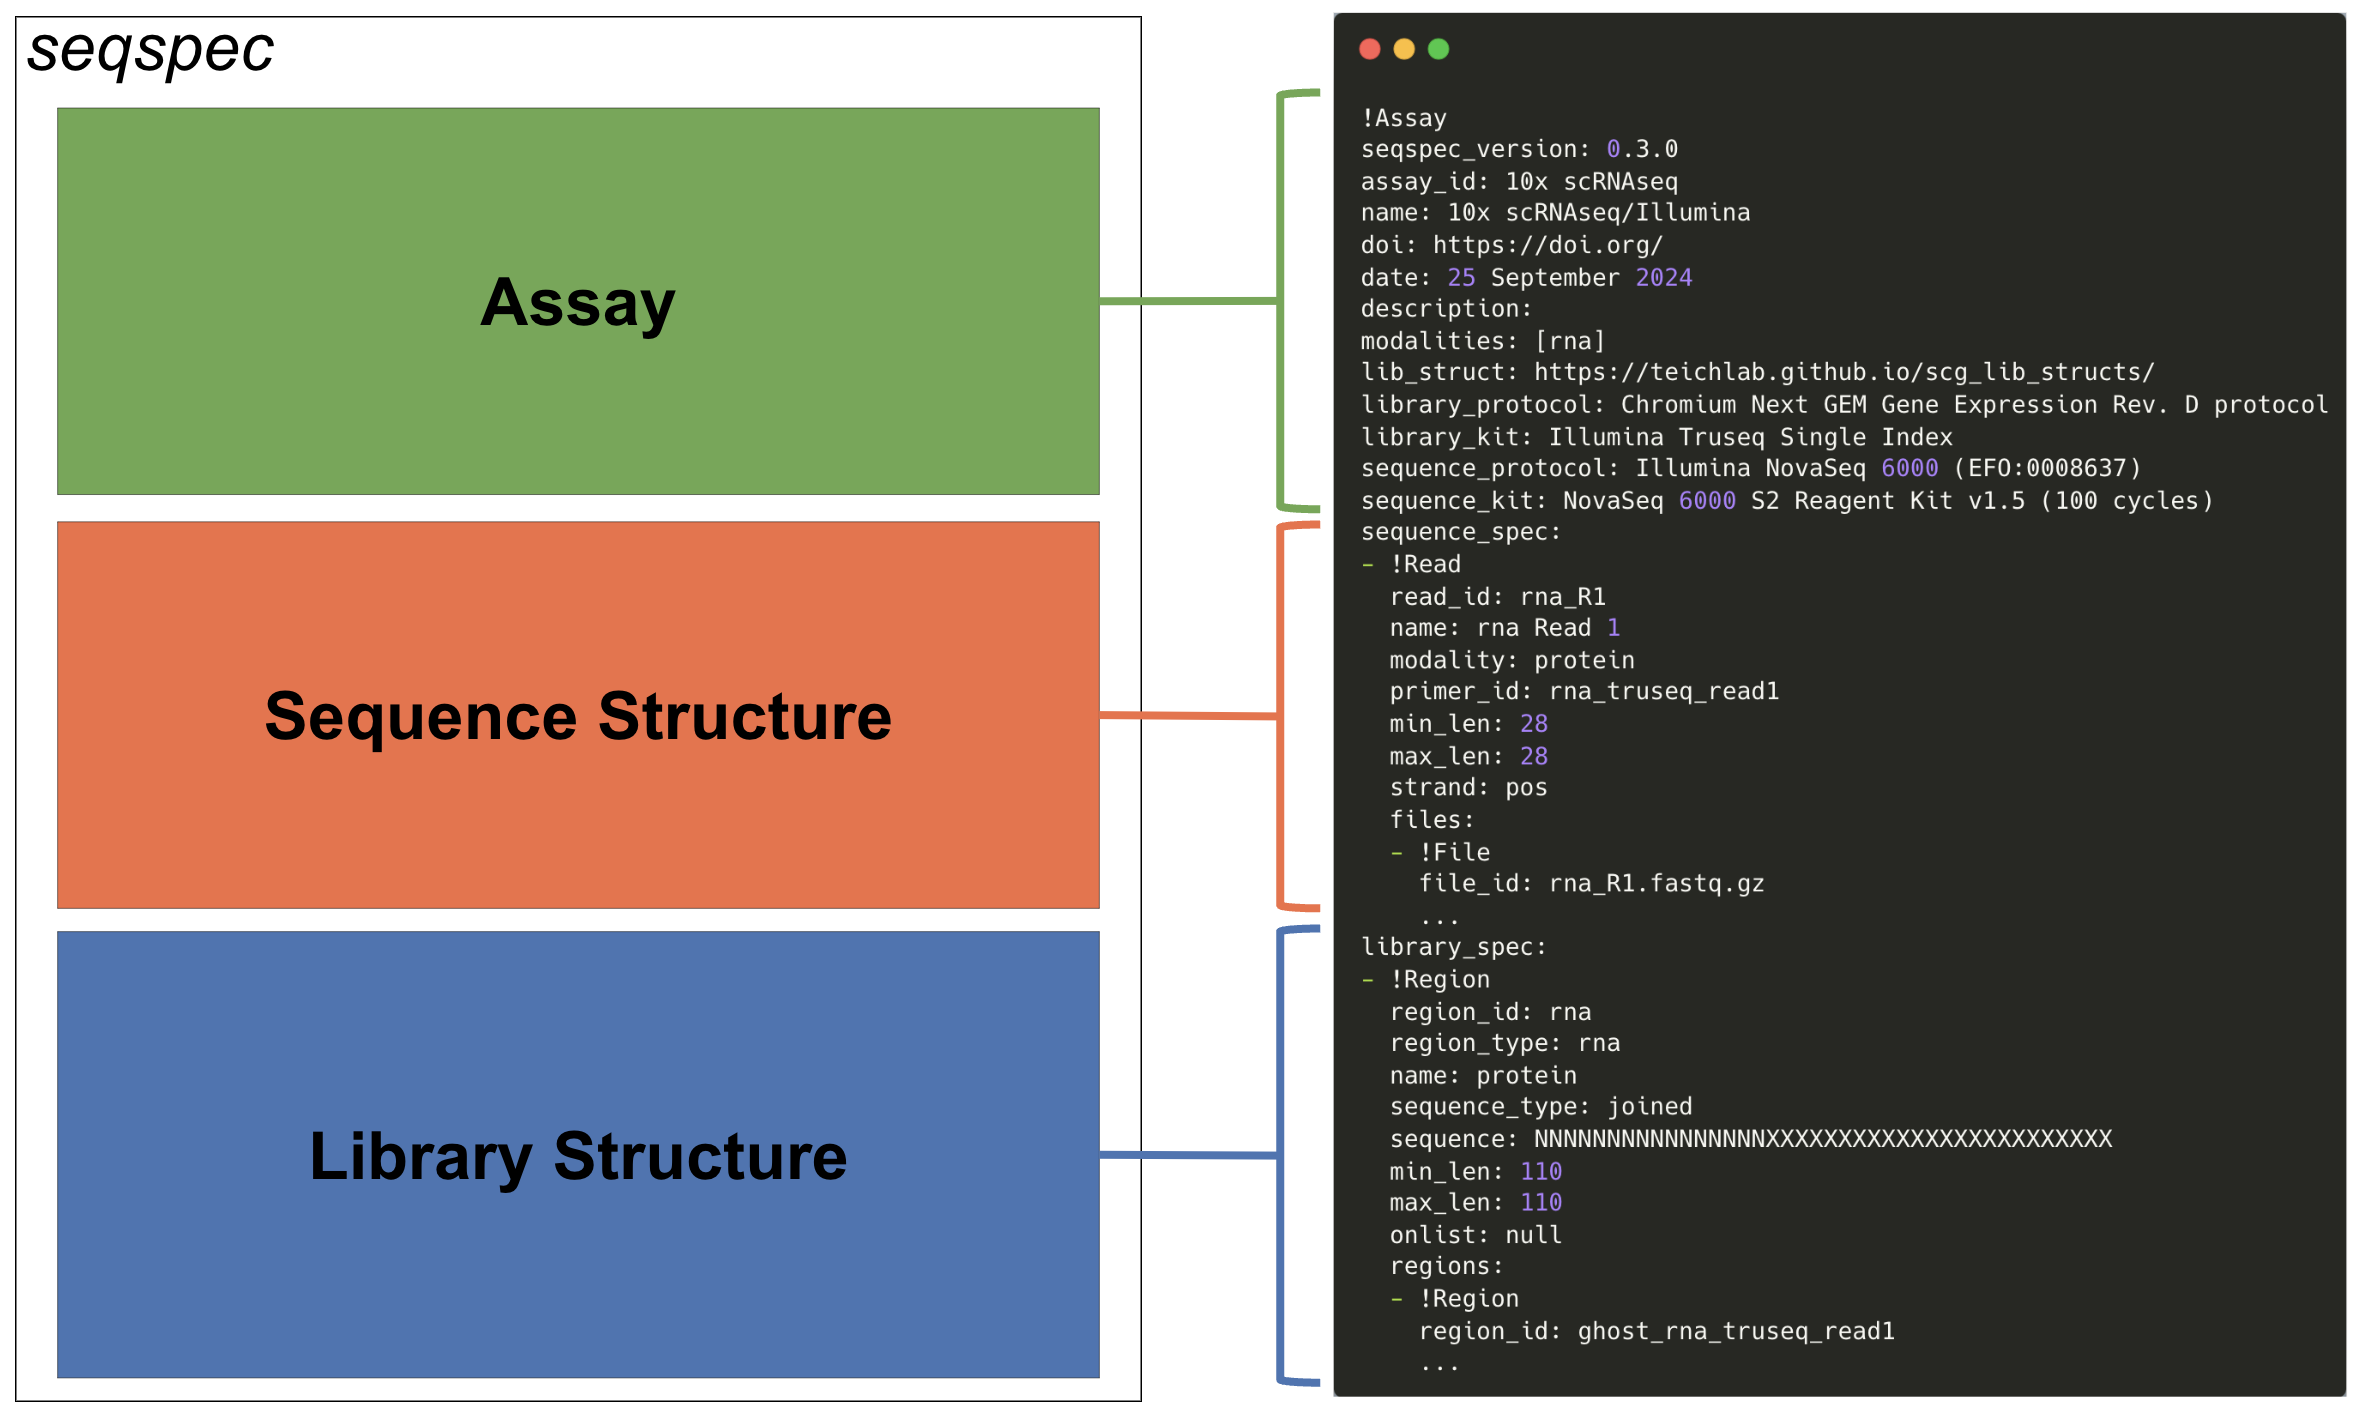 seqspec
Assay
Sequence Structure
Library Structure
!Assay
seqspec_version: 0.3.0
assay_id: 10x scRNAseq
name: 10x scRNAseq/Illumina
doi: https://doi.org/
date: 25 September 2024
description:
modalities: [rna]
lib_struct: https://teichlab.github.io/scg_lib_structs/
library_protocol: Chromium Next GEM Gene Expression Rev. D protocol
library_kit: Illumina Truseq Single Index
sequence_protocol: Illumina NovaSeq 6000 (EFO:0008637)
sequence_kit: NovaSeq 6000 S2 Reagent Kit v1.5 (100 cycles)
sequence_spec:
- !Read
  read_id: rna_R1
  name: rna Read 1
  modality: protein
  primer_id: rna_truseq_read1
  min_len: 28
  max_len: 28
  strand: pos
  files:
  - !File
    file_id: rna_R1.fastq.gz
    ...
library_spec:
- !Region
  region_id: rna
  region_type: rna
  name: protein
  sequence_type: joined
  sequence: NNNNNNNNNNNNNNNNXXXXXXXXXXXXXXXXXXXXXXXX
  min_len: 110
  max_len: 110
  onlist: null
  regions:
  - !Region
    region_id: ghost_rna_truseq_read1
    ...